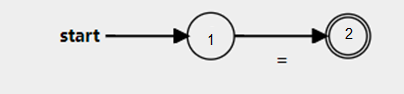 start 1 2
=